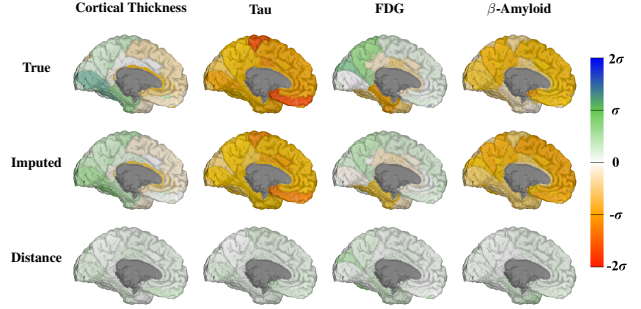 Cortical Thickness Tau FDG β-Amyloid
True
Imputed
Distance
2σ
σ
0
-σ
-2σ